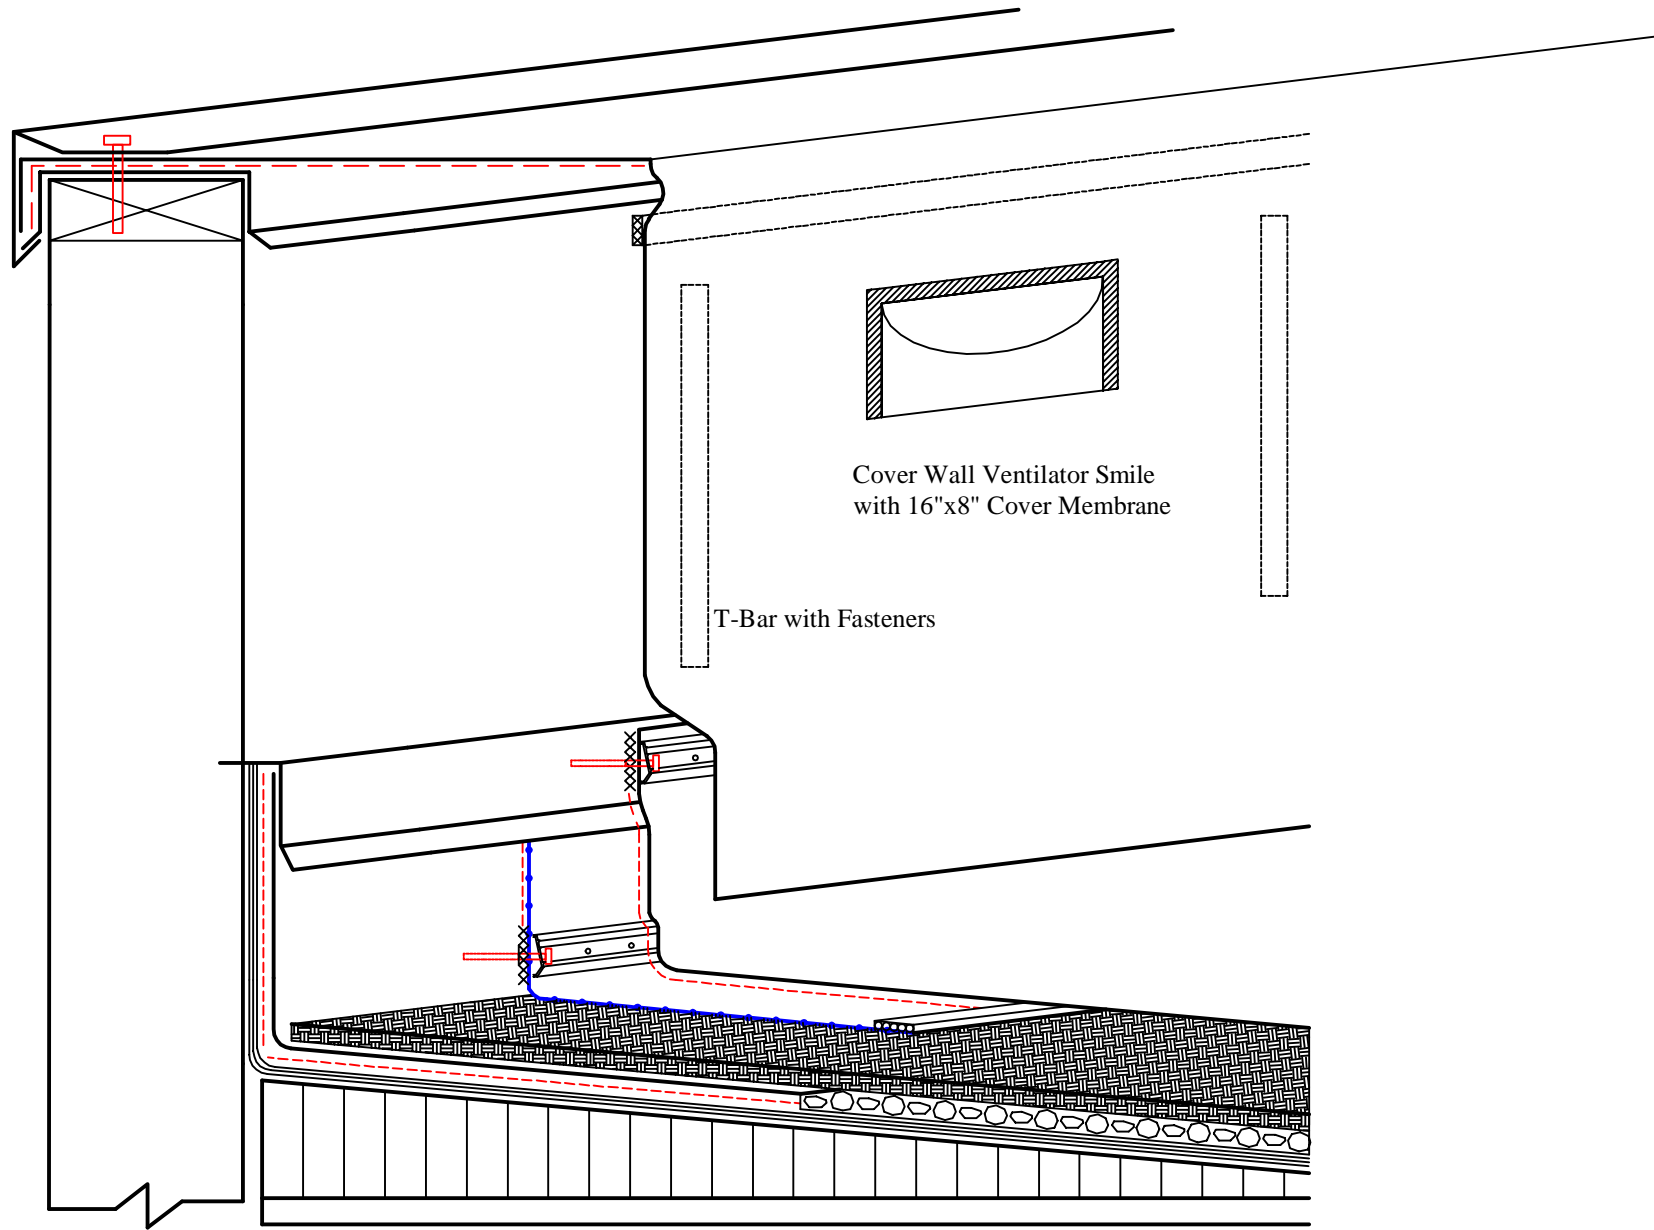 Cover Wall Ventilator Smile
with 16"x8" Cover Membrane
T-Bar with Fasteners